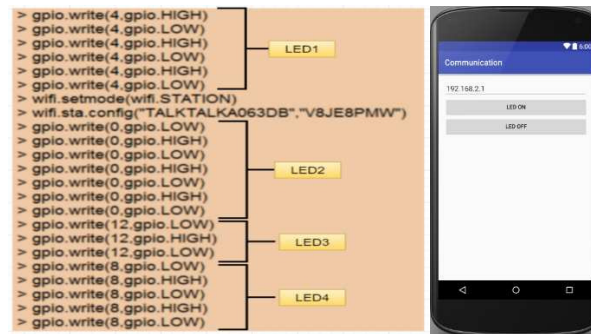 > gpio.write(4,gpio.HIGH)
> gpio.write(4,gpio.LOW)
> gpio.write(4,gpio.HIGH)
> gpio.write(4,gpio.LOW)
> gpio.write(4,gpio.HIGH)
> gpio.write(4,gpio.LOW)
LED1
> wifi.setmode(wifi.STATION)
> wifi.sta.config("TALKTALKA063DB","V8JE8PMW")
> gpio.write(0,gpio.LOW)
> gpio.write(0,gpio.HIGH)
> gpio.write(0,gpio.HIGH)
> gpio.write(0,gpio.LOW)
> gpio.write(0,gpio.HIGH)
> gpio.write(0,gpio.HIGH)
> gpio.write(0,gpio.LOW)
LED2
> gpio.write(12,gpio.LOW)
> gpio.write(12,gpio.HIGH)
> gpio.write(12,gpio.LOW)
LED3
> gpio.write(8,gpio.LOW)
> gpio.write(8,gpio.HIGH)
> gpio.write(8,gpio.LOW)
> gpio.write(8,gpio.HIGH)
> gpio.write(8,gpio.LOW)
LED4
6:00
Communication
192.168.2.1
LED ON
LED OFF